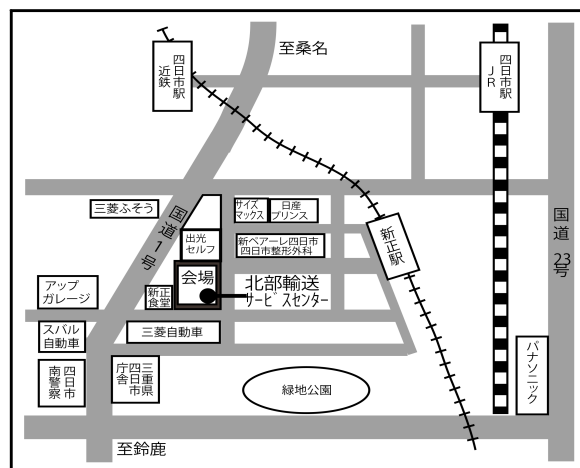 至桑名
四日市駅
近鉄
四日市駅
JR
三菱ふそう
国道1号
サイズ
マックス
日産
プリンス
新正駅
国道23号
出光
セルフ
新ペアーレ四日市
四日市整形外科
アップ
ガレージ
会場
北部輸送
サービスセンター
新正
食堂
スバル
自動車
三菱自動車
四日市
南警察
三重県
四日市
庁舎
緑地公園
パナソニック
至鈴鹿